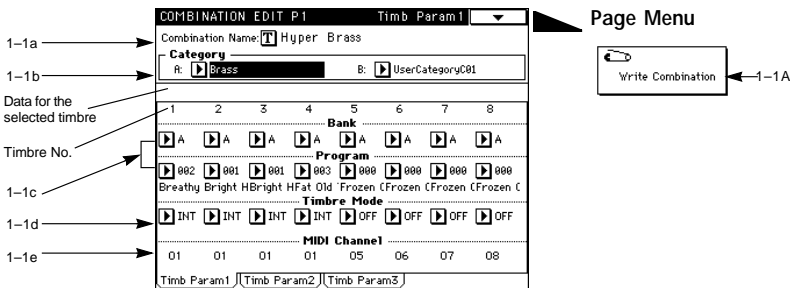 COMBINATION EDIT P1 Timb Param1
Page Menu
1–1a
Combination Name: T Hyper Brass
Category
1–1b
A: Brass B: UserCategoryC01
Write Combination
1–1A
Data for the
selected timbre
1 2 3 4 5 6 7 8
Timbre No.
Bank
A A A A A A A A
Program
1–1c
002 001 001 003 000 000 000 000
Breathy Bright HBright HFat Old 'Frozen (Frozen (Frozen (Frozen C
Timbre Mode
1–1d
INT INT INT INT OFF OFF OFF OFF
MIDI Channel
1–1e
01 01 01 01 05 06 07 08
Timb Param1 Timb Param2 Timb Param3